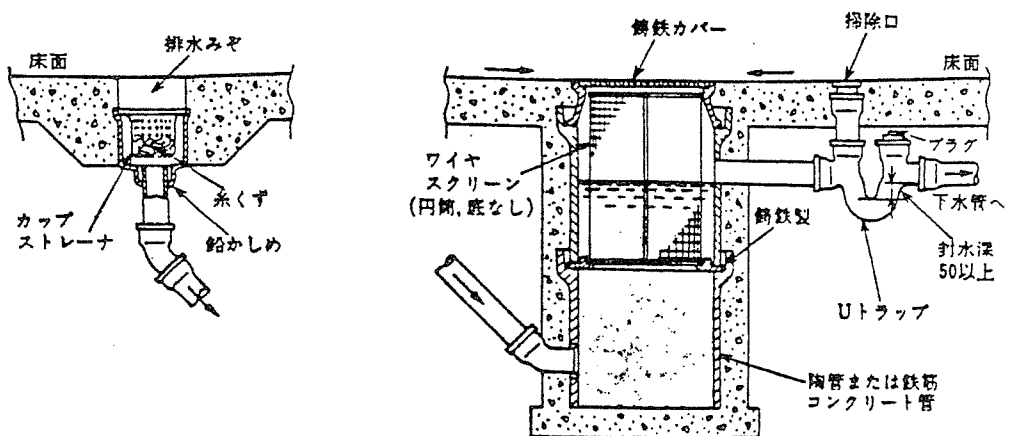 排水みぞ
床面
カップ
ストレーナ
糸くず
鉛かしめ
鋳鉄カバー
掃除口
床面
ワイヤ
スクリーン
(円筒,底なし)
プラグ
下水管へ
鋳鉄製
封水深
50以上
Uトラップ
陶管または鉄筋
コンクリート管